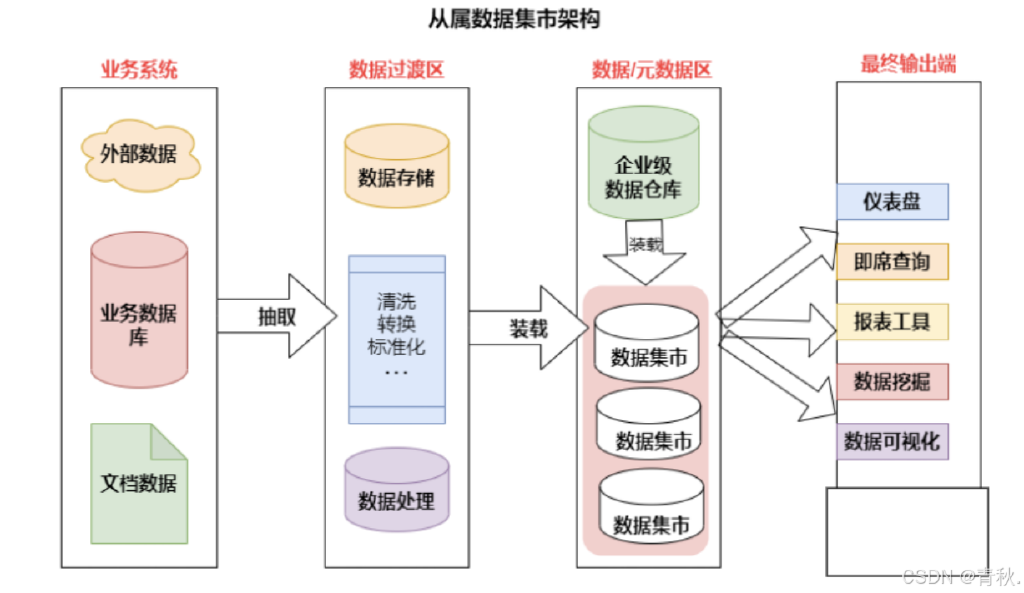 从属数据集市架构
业务系统
数据过渡区
数据/元数据区
最终输出端
外部数据
业务数据
库
文档数据
抽取
数据存储
清洗
转换
标准化
...
数据处理
装载
企业级
数据仓库
装载
数据集市
数据集市
数据集市
仪表盘
即席查询
报表工具
数据挖掘
数据可视化
CSDN @青秋.